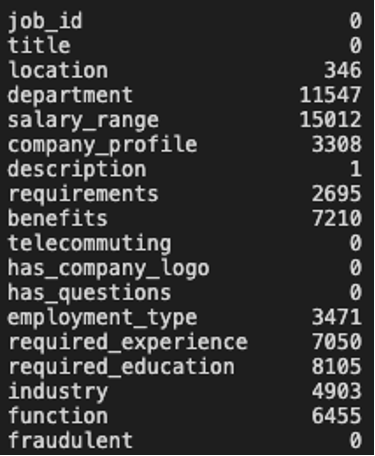 job_id 0
title 0
location 346
department 11547
salary_range 15012
company_profile 3308
description 1
requirements 2695
benefits 7210
telecommuting 0
has_company_logo 0
has_questions 0
employment_type 3471
required_experience 7050
required_education 8105
industry 4903
function 6455
fraudulent 0